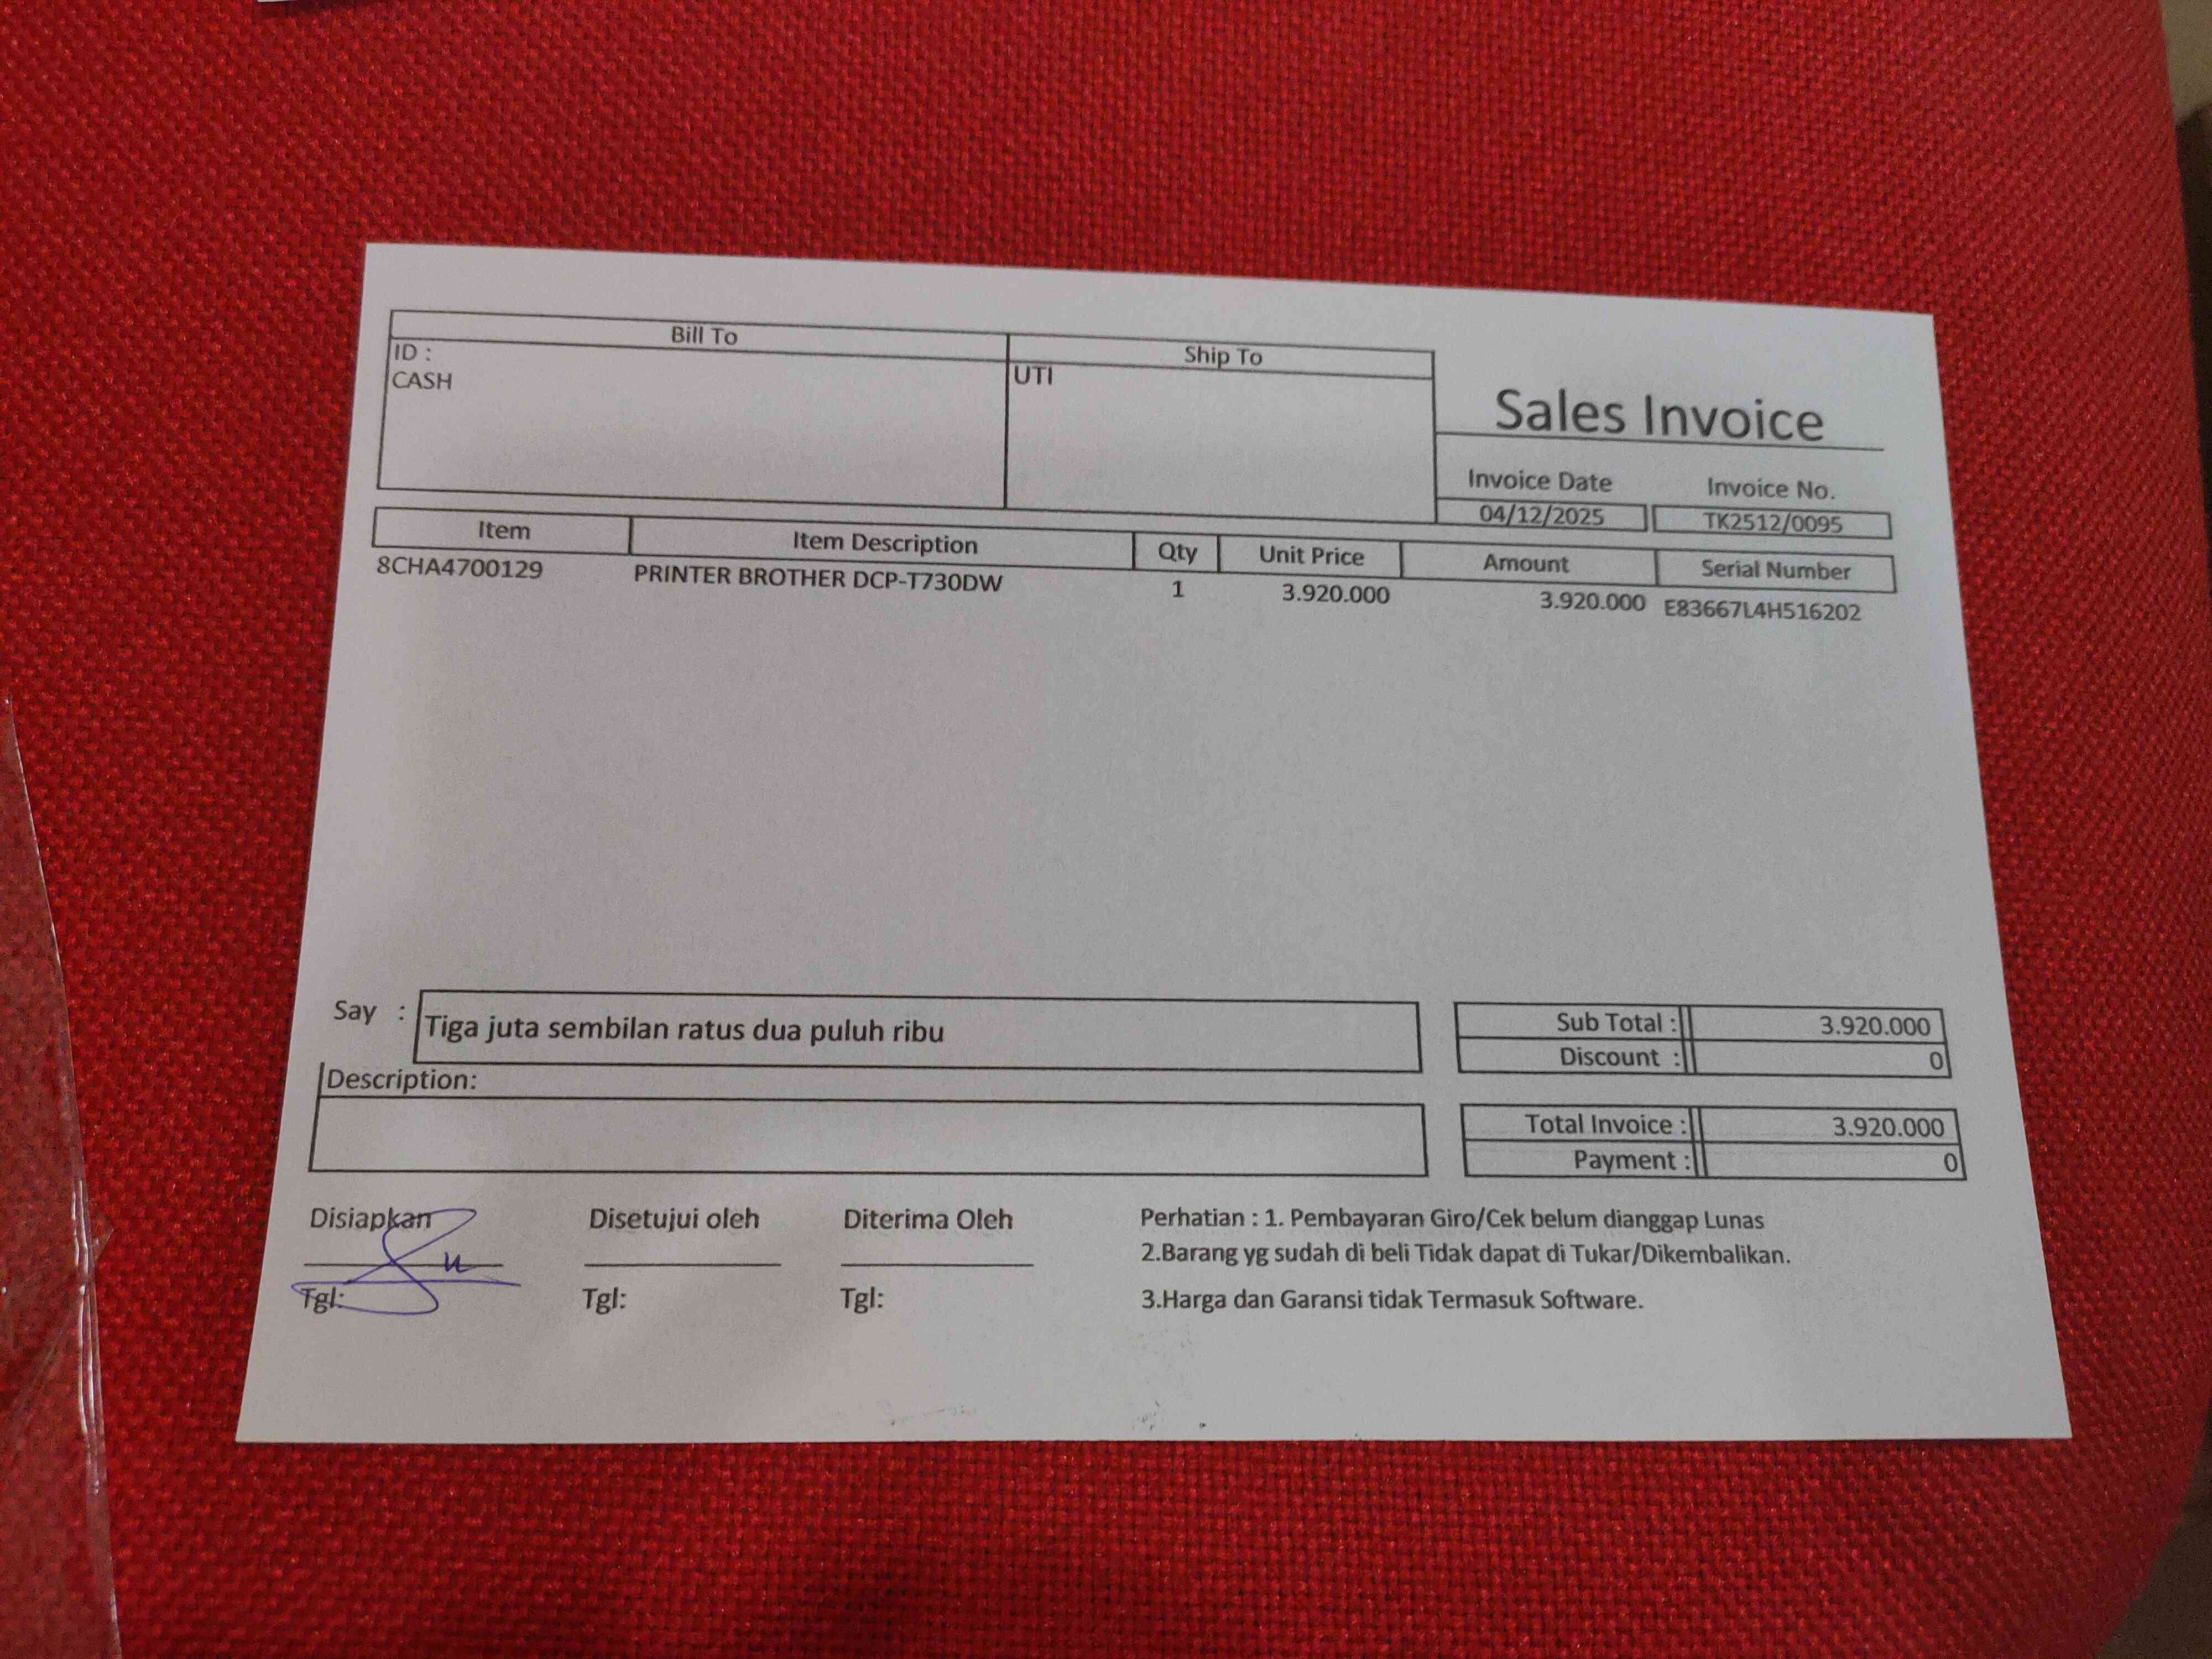 Bill To
Ship To
ID :
CASH
UTI
Sales Invoice
Invoice Date
Invoice No.
04/12/2025
TK2512/0095
Item
Item Description
Qty
Unit Price
Amount
Serial Number
8CHA4700129
PRINTER BROTHER DCP-T730DW
1
3.920.000
3.920.000
E83667L4H516202
Say :
Tiga juta sembilan ratus dua puluh ribu
Sub Total : 3.920.000
Discount : 0
Description:
Total Invoice : 3.920.000
Payment : 0
Disiapkan
Disetujui oleh
Diterima Oleh
Tgl:
Tgl:
Tgl:
Perhatian : 1. Pembayaran Giro/Cek belum dianggap Lunas
2.Barang yg sudah di beli Tidak dapat di Tukar/Dikembalikan.
3.Harga dan Garansi tidak Termasuk Software.